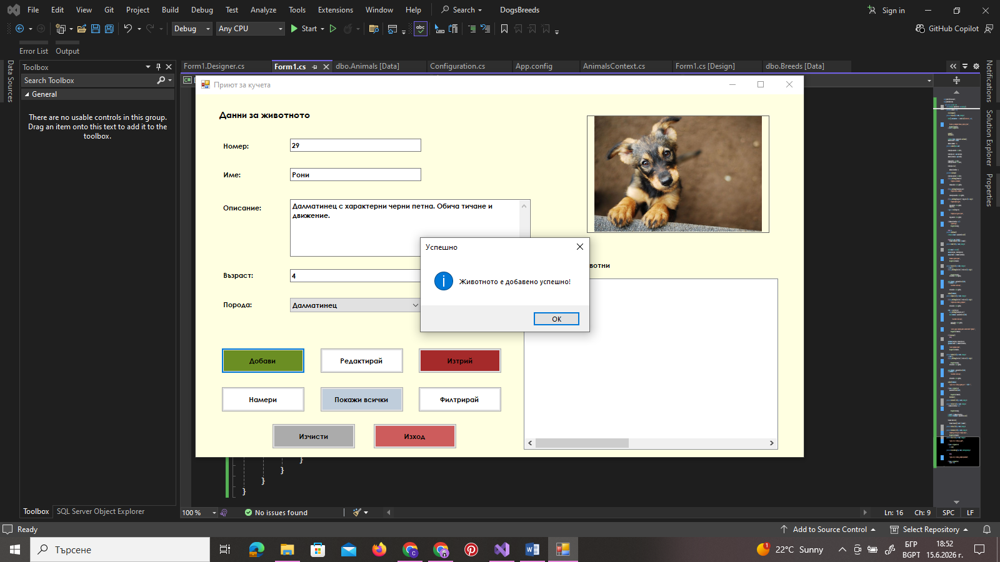 File Edit View Git Project Build Debug Test Analyze Tools Extensions Window Help Search DogsBreeds Sign in
Debug Any CPU Start GitHub Copilot
Error List Output
Data Sources
Toolbox
Search Toolbox
General
There are no usable controls in this group.
Drag an item onto this text to add it to the
toolbox.
Form1.Designer.cs Form1.cs dbo.Animals [Data] Configuration.cs App.config AnimalsContext.cs Form1.cs [Design] dbo.Breeds [Data]
C#
Приют за кучета
Данни за животното
Номер: 29
Име: Рони
Описание: Далматинец с характерни черни петна. Обича тичане и
движение.
Възраст: 4
Порода: Далматинец
вотни
Успешно
Животното е добавено успешно!
OK
Добави Редактирай Изтрий
Намери Покажи всички Филтрирай
Изчисти Изход
}
}
}
}
Notifications
Solution Explorer
Properties
Toolbox SQL Server Object Explorer
100 % No issues found Ln: 16 Ch: 9 SPC LF
Ready Add to Source Control Select Repository
Търсене
22°C Sunny
БГР
BGPT
18:52
15.6.2026 г.